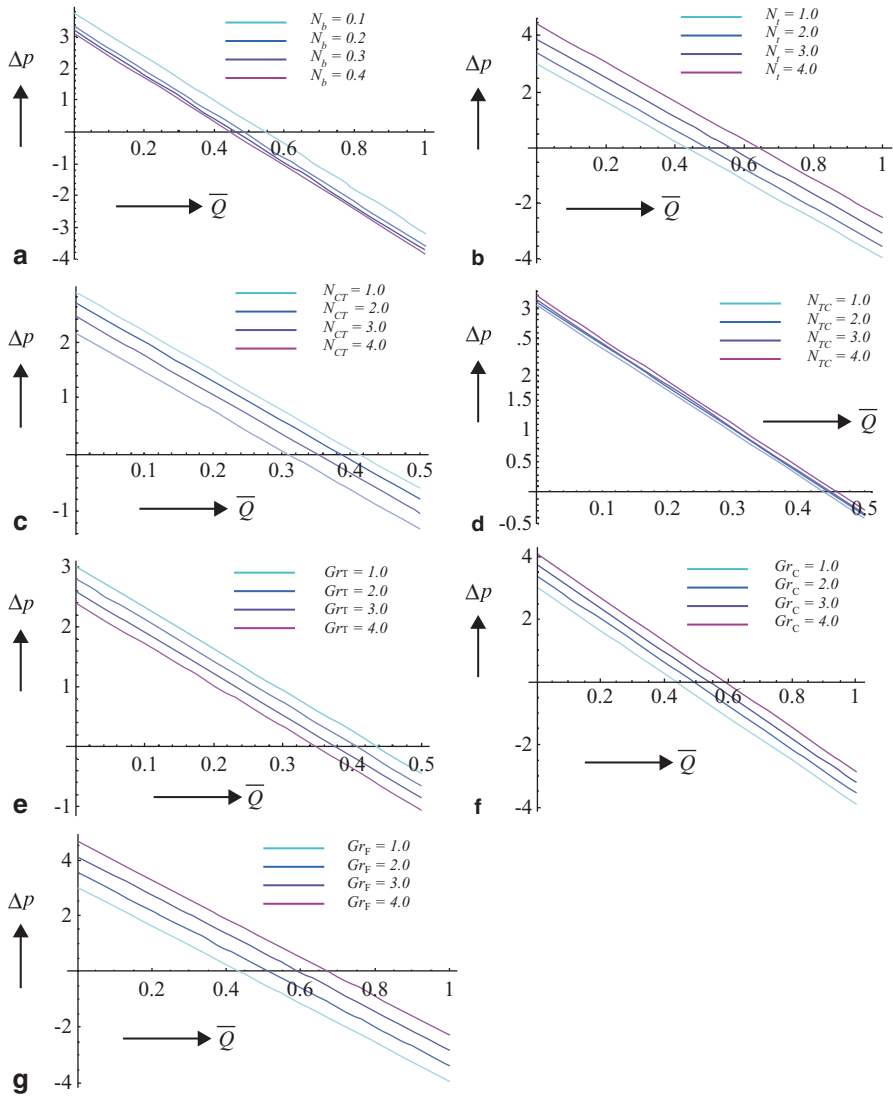 3
2
1
-1
-2
-3
-4
0.2 0.4 0.6 0.8 1
Δp
Q̅
N_b = 0.1
N_b = 0.2
N_b = 0.3
N_b = 0.4
a
4
2
-2
-4
0.2 0.4 0.6 0.8 1
Δp
Q̅
N_t = 1.0
N_t = 2.0
N_t = 3.0
N_t = 4.0
b
2
1
-1
0.1 0.2 0.3 0.4 0.5
Δp
Q̅
N_CT = 1.0
N_CT = 2.0
N_CT = 3.0
N_CT = 4.0
c
3
.5
2
1.5
1
0.5
-0.5
0.1 0.2 0.3 0.4 0.5
Δp
Q̅
N_TC = 1.0
N_TC = 2.0
N_TC = 3.0
N_TC = 4.0
d
3
2
1
-1
0.1 0.2 0.3 0.4 0.5
Δp
Q̅
Gr_T = 1.0
Gr_T = 2.0
Gr_T = 3.0
Gr_T = 4.0
e
4
2
-2
-4
0.2 0.4 0.6 0.8 1
Δp
Q̅
Gr_C = 1.0
Gr_C = 2.0
Gr_C = 3.0
Gr_C = 4.0
f
4
2
-2
-4
0.2 0.4 0.6 0.8 1
Δp
Q̅
Gr_F = 1.0
Gr_F = 2.0
Gr_F = 3.0
Gr_F = 4.0
g